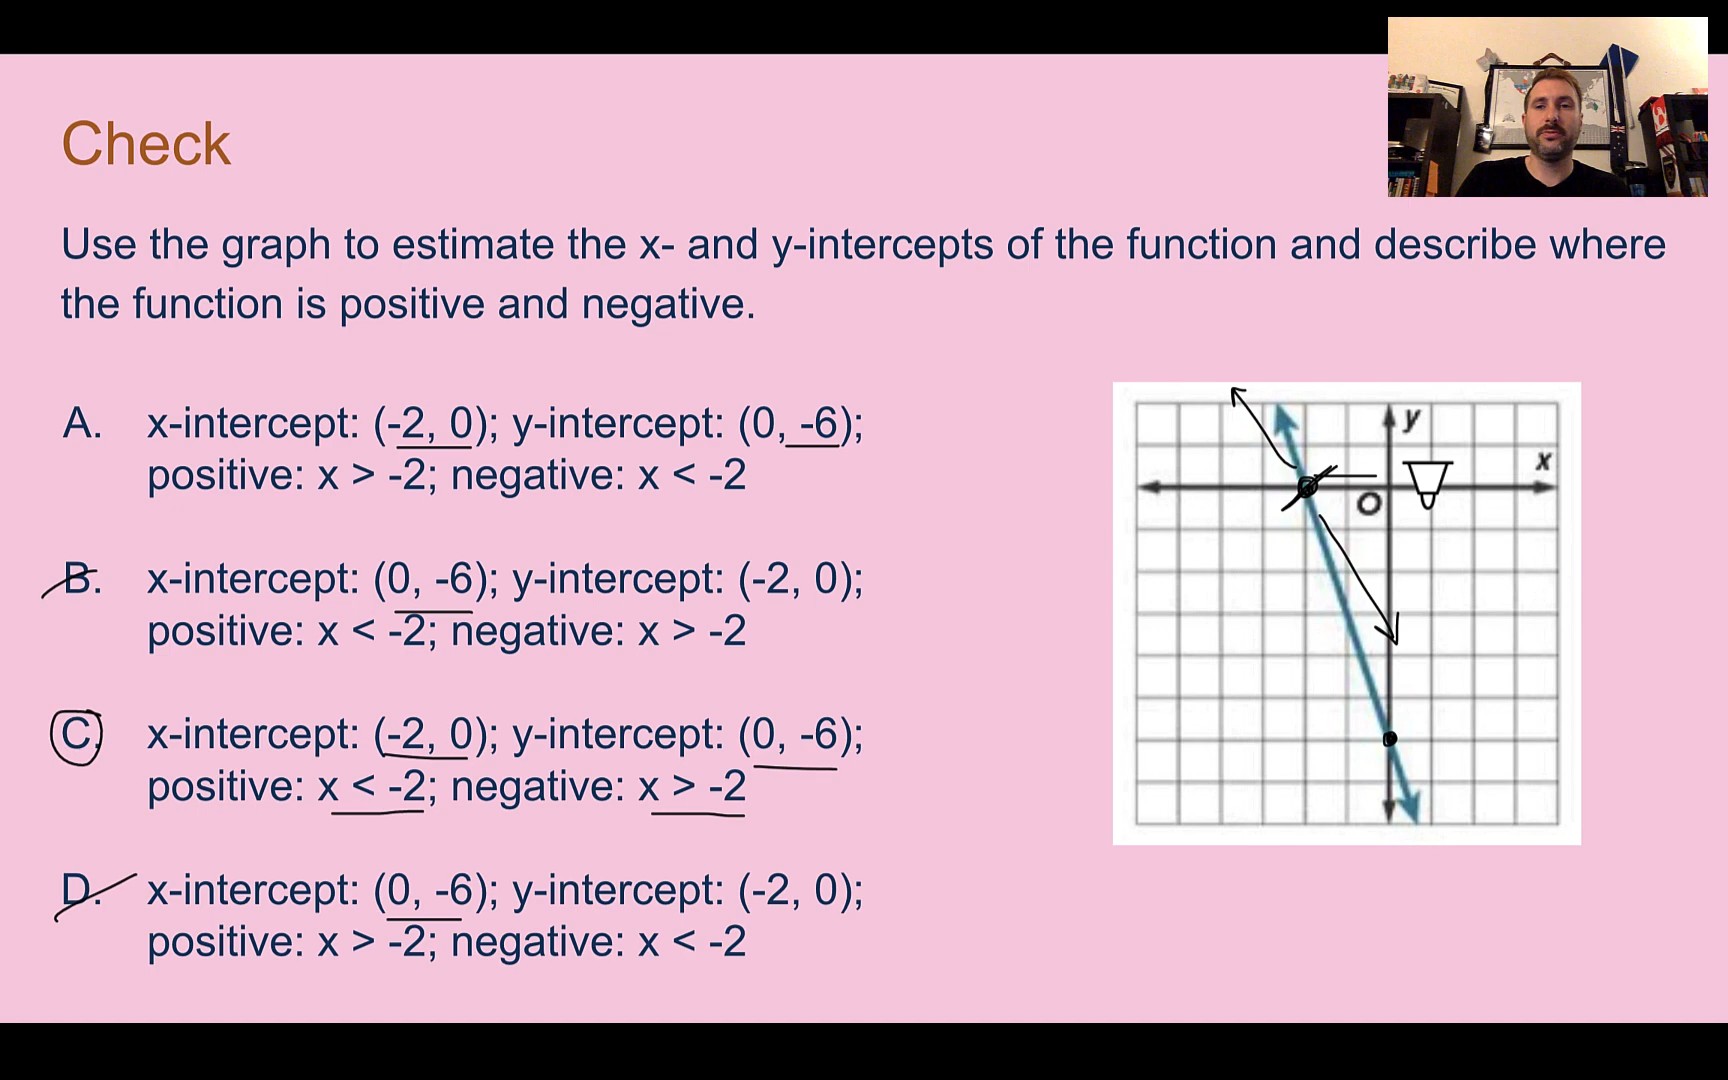 Check
Use the graph to estimate the x- and y-intercepts of the function and describe where
the function is positive and negative.
A. x-intercept: (-2, 0); y-intercept: (0, -6);
positive: x > -2; negative: x < -2
B. x-intercept: (0, -6); y-intercept: (-2, 0);
positive: x < -2; negative: x > -2
C. x-intercept: (-2, 0); y-intercept: (0, -6);
positive: x < -2; negative: x > -2
D. x-intercept: (0, -6); y-intercept: (-2, 0);
positive: x > -2; negative: x < -2
y
x
O